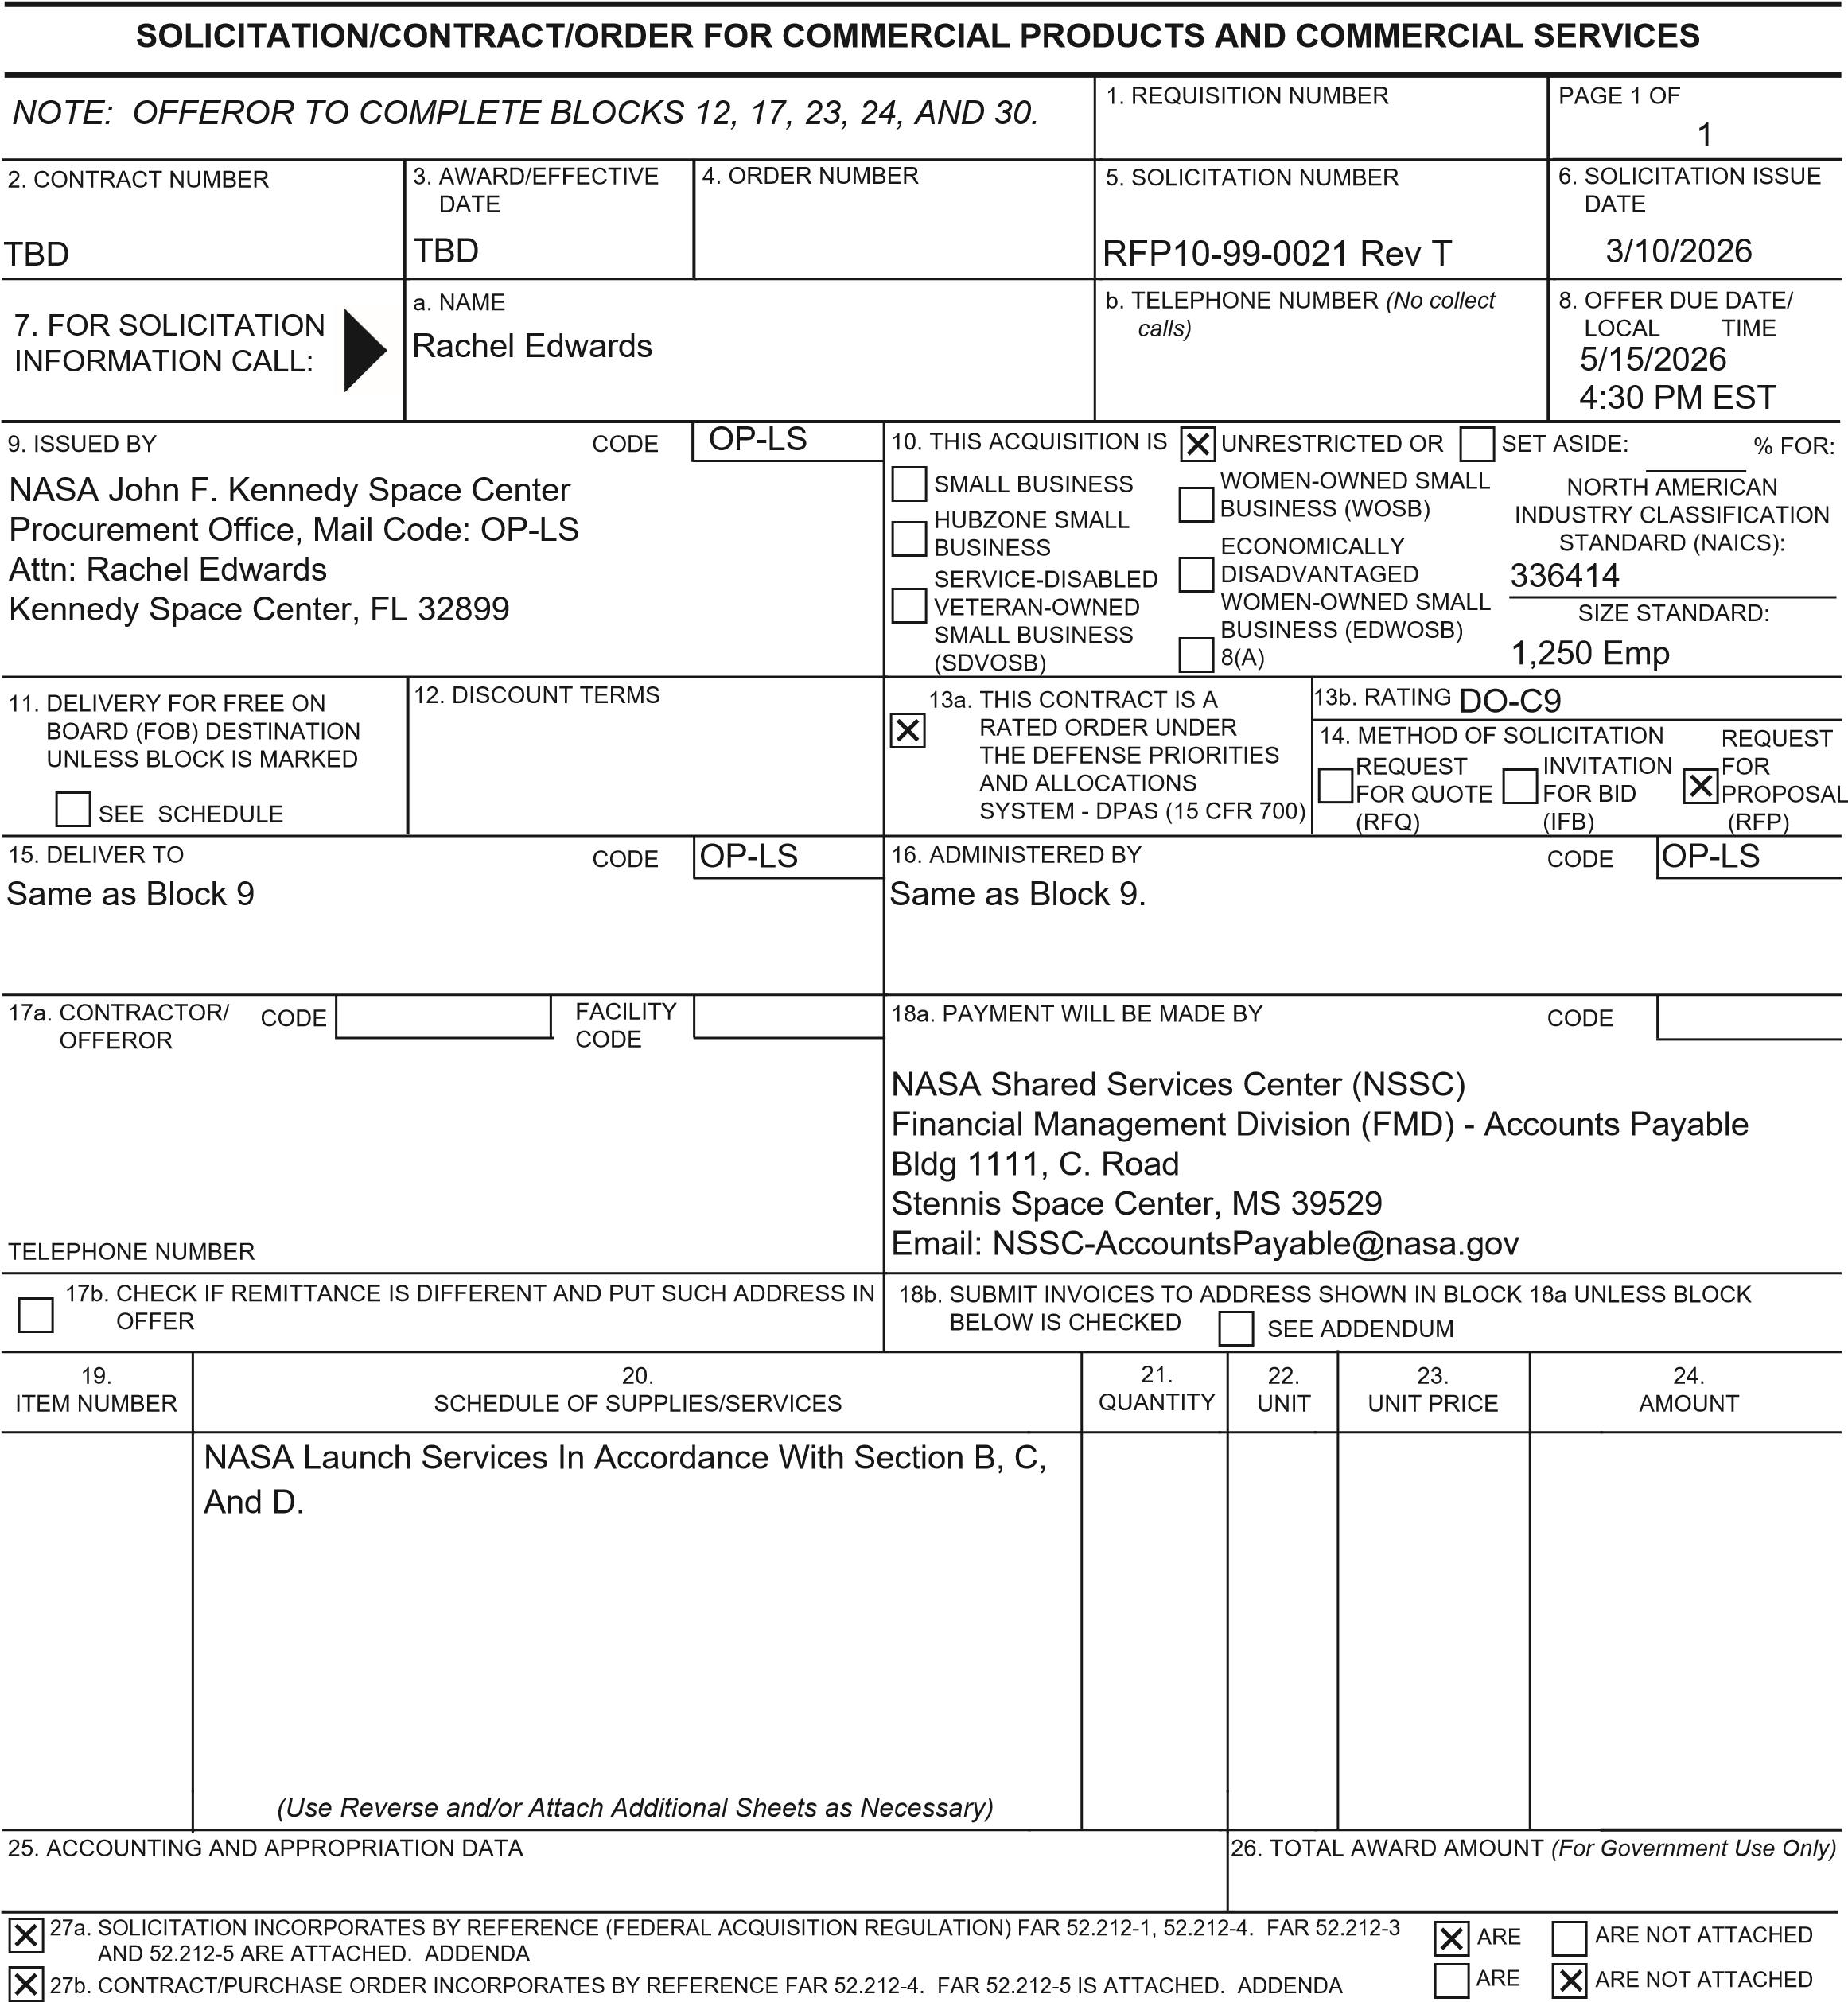 SOLICITATION/CONTRACT/ORDER FOR COMMERCIAL PRODUCTS AND COMMERCIAL SERVICES
NOTE: OFFEROR TO COMPLETE BLOCKS 12, 17, 23, 24, AND 30.
1. REQUISITION NUMBER
PAGE 1 OF
1
2. CONTRACT NUMBER
TBD
3. AWARD/EFFECTIVE
DATE
TBD
4. ORDER NUMBER
5. SOLICITATION NUMBER
RFP10-99-0021 Rev T
6. SOLICITATION ISSUE
DATE
3/10/2026
7. FOR SOLICITATION
INFORMATION CALL:
a. NAME
Rachel Edwards
b. TELEPHONE NUMBER (No collect
calls)
8. OFFER DUE DATE/
LOCAL TIME
5/15/2026
4:30 PM EST
9. ISSUED BY
CODE
OP-LS
NASA John F. Kennedy Space Center
Procurement Office, Mail Code: OP-LS
Attn: Rachel Edwards
Kennedy Space Center, FL 32899
10. THIS ACQUISITION IS
UNRESTRICTED OR
SET ASIDE:
% FOR:
SMALL BUSINESS
HUBZONE SMALL
BUSINESS
SERVICE-DISABLED
VETERAN-OWNED
SMALL BUSINESS
(SDVOSB)
WOMEN-OWNED SMALL
BUSINESS (WOSB)
ECONOMICALLY
DISADVANTAGED
WOMEN-OWNED SMALL
BUSINESS (EDWOSB)
8(A)
NORTH AMERICAN
INDUSTRY CLASSIFICATION
STANDARD (NAICS):
336414
SIZE STANDARD:
1,250 Emp
11. DELIVERY FOR FREE ON
BOARD (FOB) DESTINATION
UNLESS BLOCK IS MARKED
SEE SCHEDULE
12. DISCOUNT TERMS
13a. THIS CONTRACT IS A
RATED ORDER UNDER
THE DEFENSE PRIORITIES
AND ALLOCATIONS
SYSTEM - DPAS (15 CFR 700)
13b. RATING
DO-C9
14. METHOD OF SOLICITATION
REQUEST
FOR QUOTE
(RFQ)
INVITATION
FOR BID
(IFB)
REQUEST
FOR
PROPOSAL
(RFP)
15. DELIVER TO
CODE
OP-LS
Same as Block 9
16. ADMINISTERED BY
CODE
OP-LS
Same as Block 9.
17a. CONTRACTOR/
OFFEROR
CODE
FACILITY
CODE
TELEPHONE NUMBER
18a. PAYMENT WILL BE MADE BY
CODE
NASA Shared Services Center (NSSC)
Financial Management Division (FMD) - Accounts Payable
Bldg 1111, C. Road
Stennis Space Center, MS 39529
Email: NSSC-AccountsPayable@nasa.gov
17b. CHECK IF REMITTANCE IS DIFFERENT AND PUT SUCH ADDRESS IN
OFFER
18b. SUBMIT INVOICES TO ADDRESS SHOWN IN BLOCK 18a UNLESS BLOCK
BELOW IS CHECKED
SEE ADDENDUM
19.
ITEM NUMBER
20.
SCHEDULE OF SUPPLIES/SERVICES
21.
QUANTITY
22.
UNIT
23.
UNIT PRICE
24.
AMOUNT
NASA Launch Services In Accordance With Section B, C,
And D.
(Use Reverse and/or Attach Additional Sheets as Necessary)
25. ACCOUNTING AND APPROPRIATION DATA
26. TOTAL AWARD AMOUNT (For Government Use Only)
27a. SOLICITATION INCORPORATES BY REFERENCE (FEDERAL ACQUISITION REGULATION) FAR 52.212-1, 52.212-4. FAR 52.212-3
AND 52.212-5 ARE ATTACHED. ADDENDA
ARE
ARE NOT ATTACHED
27b. CONTRACT/PURCHASE ORDER INCORPORATES BY REFERENCE FAR 52.212-4. FAR 52.212-5 IS ATTACHED. ADDENDA
ARE
ARE NOT ATTACHED